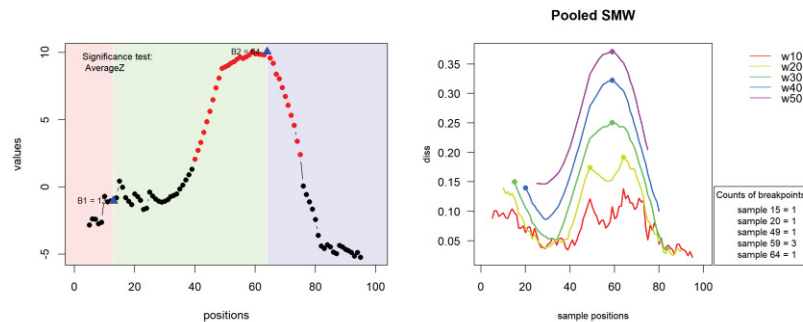 Pooled SMW
Significance test:
AverageZ
B2 = 64
B1 = 13
values
10
5
0
-5
0 20 40 60 80 100
positions
diss
0.35
0.30
0.25
0.20
0.15
0.10
0.05
0 20 40 60 80 100
sample positions
w10
w20
w30
w40
w50
Counts of breakpoints
sample 15 = 1
sample 20 = 1
sample 49 = 1
sample 59 = 3
sample 64 = 1